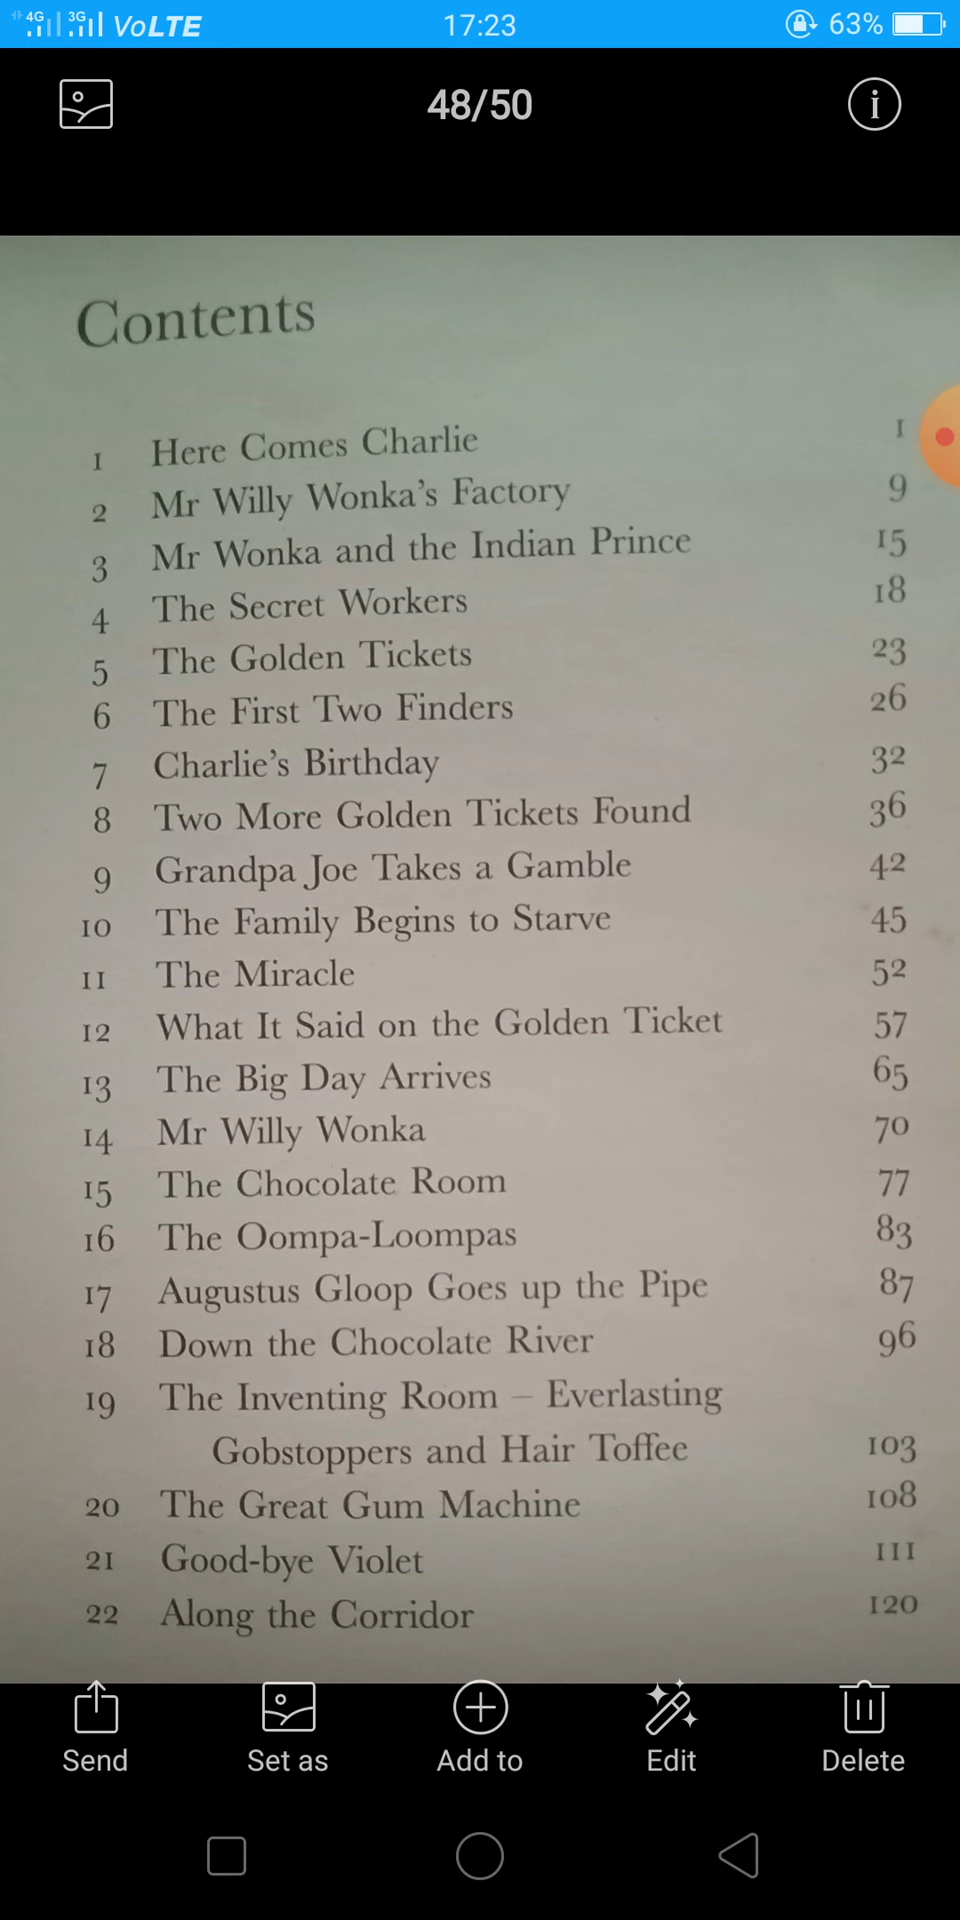 4G 3G VoLTE 17:23 63%
48/50
Contents
1 Here Comes Charlie 1
2 Mr Willy Wonka's Factory 9
3 Mr Wonka and the Indian Prince 15
4 The Secret Workers 18
5 The Golden Tickets 23
6 The First Two Finders 26
7 Charlie's Birthday 32
8 Two More Golden Tickets Found 36
9 Grandpa Joe Takes a Gamble 42
10 The Family Begins to Starve 45
11 The Miracle 52
12 What It Said on the Golden Ticket 57
13 The Big Day Arrives 65
14 Mr Willy Wonka 70
15 The Chocolate Room 77
16 The Oompa-Loompas 83
17 Augustus Gloop Goes up the Pipe 87
18 Down the Chocolate River 96
19 The Inventing Room – Everlasting
Gobstoppers and Hair Toffee 103
20 The Great Gum Machine 108
21 Good-bye Violet 111
22 Along the Corridor 120
Send Set as Add to Edit Delete